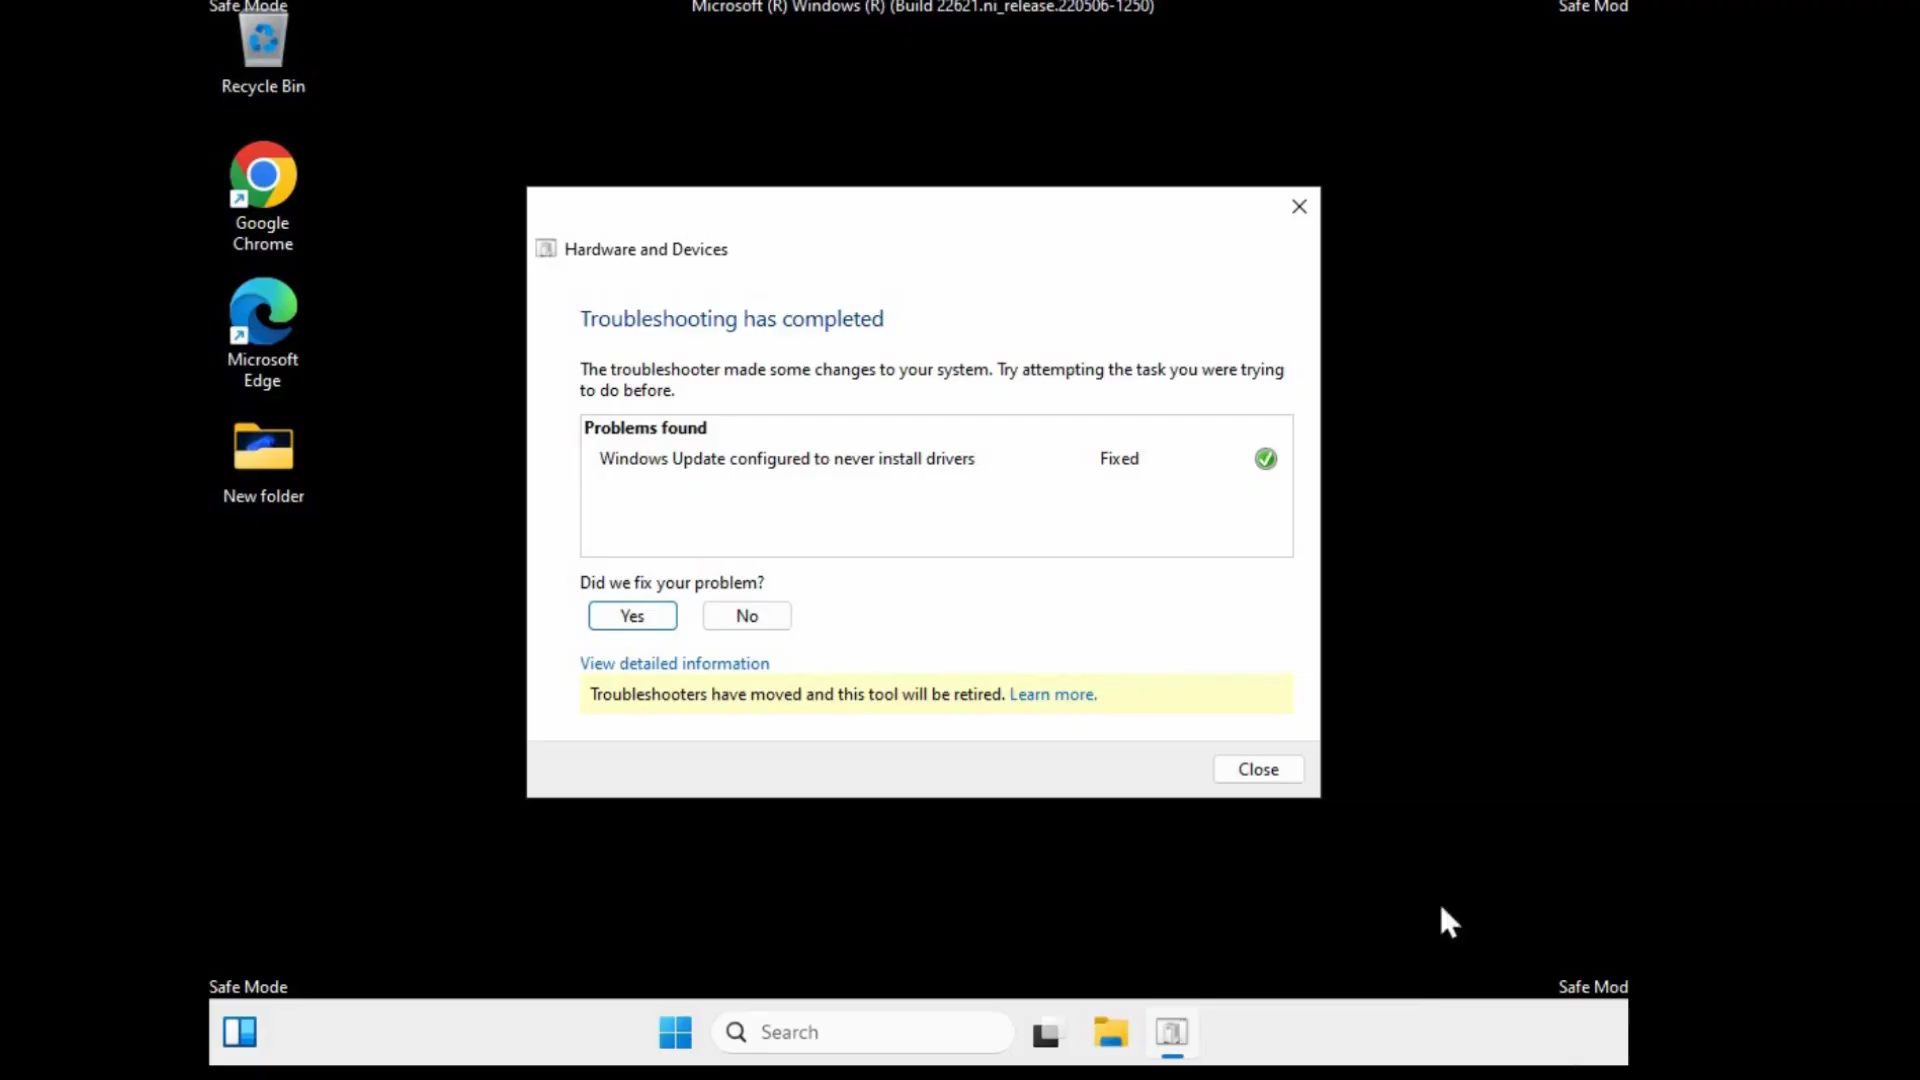 Safe Mode
Microsoft (R) Windows (R) (Build 22621.ni_release.220506-1250)
Safe Mod
Recycle Bin
Google
Chrome
Microsoft
Edge
New folder
Hardware and Devices
Troubleshooting has completed
The troubleshooter made some changes to your system. Try attempting the task you were trying
to do before.
Problems found
Windows Update configured to never install drivers Fixed
Did we fix your problem?
Yes No
View detailed information
Troubleshooters have moved and this tool will be retired. Learn more.
Close
Safe Mode
Safe Mod
Search